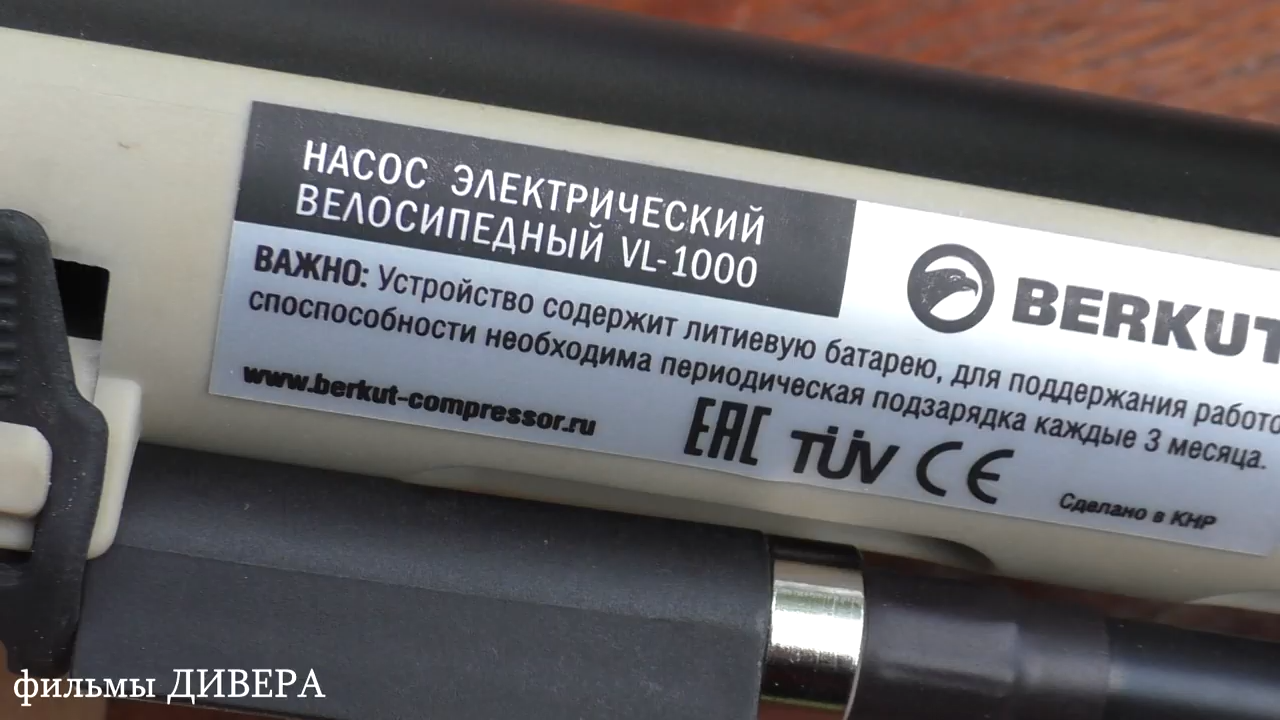 НАСОС ЭЛЕКТРИЧЕСКИЙ
ВЕЛОСИПЕДНЫЙ VL-1000
BERKUT
ВАЖНО: Устройство содержит литиевую батарею, для поддержания работо
споспособности необходима периодическая подзарядка каждые 3 месяца.
www.berkut-compressor.ru
EAC TÜV CE
Сделано в КНР
фильмы ДИВЕРА